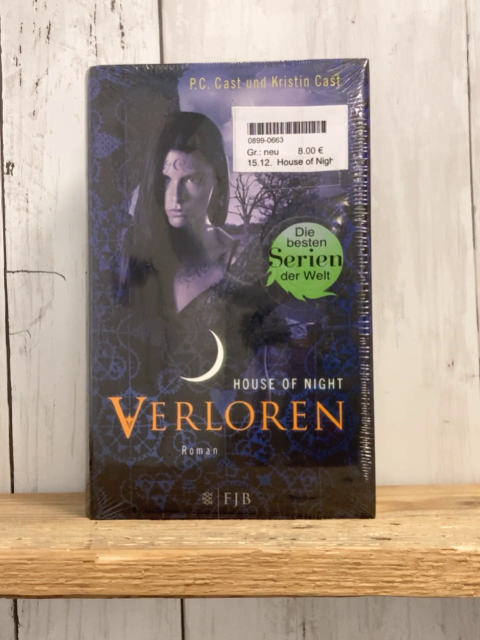 P.C. Cast und Kristin Cast
0899-0663
Gr.: neu 8.00 €
15.12. House of Nigh
Die
besten
Serien
der Welt
HOUSE OF NIGHT
VERLOREN
Roman
FJB